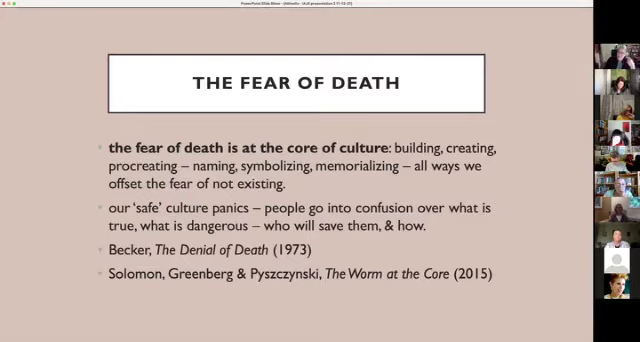 PowerPoint Slide Show -
THE FEAR OF DEATH
the fear of death is at the core of culture: building, creating,
procreating – naming, symbolizing, memorializing – all ways we
offset the fear of not existing.
our 'safe' culture panics – people go into confusion over what is
true, what is dangerous – who will save them, & how.
Becker, The Denial of Death (1973)
Solomon, Greenberg & Pyszczynski, The Worm at the Core (2015)